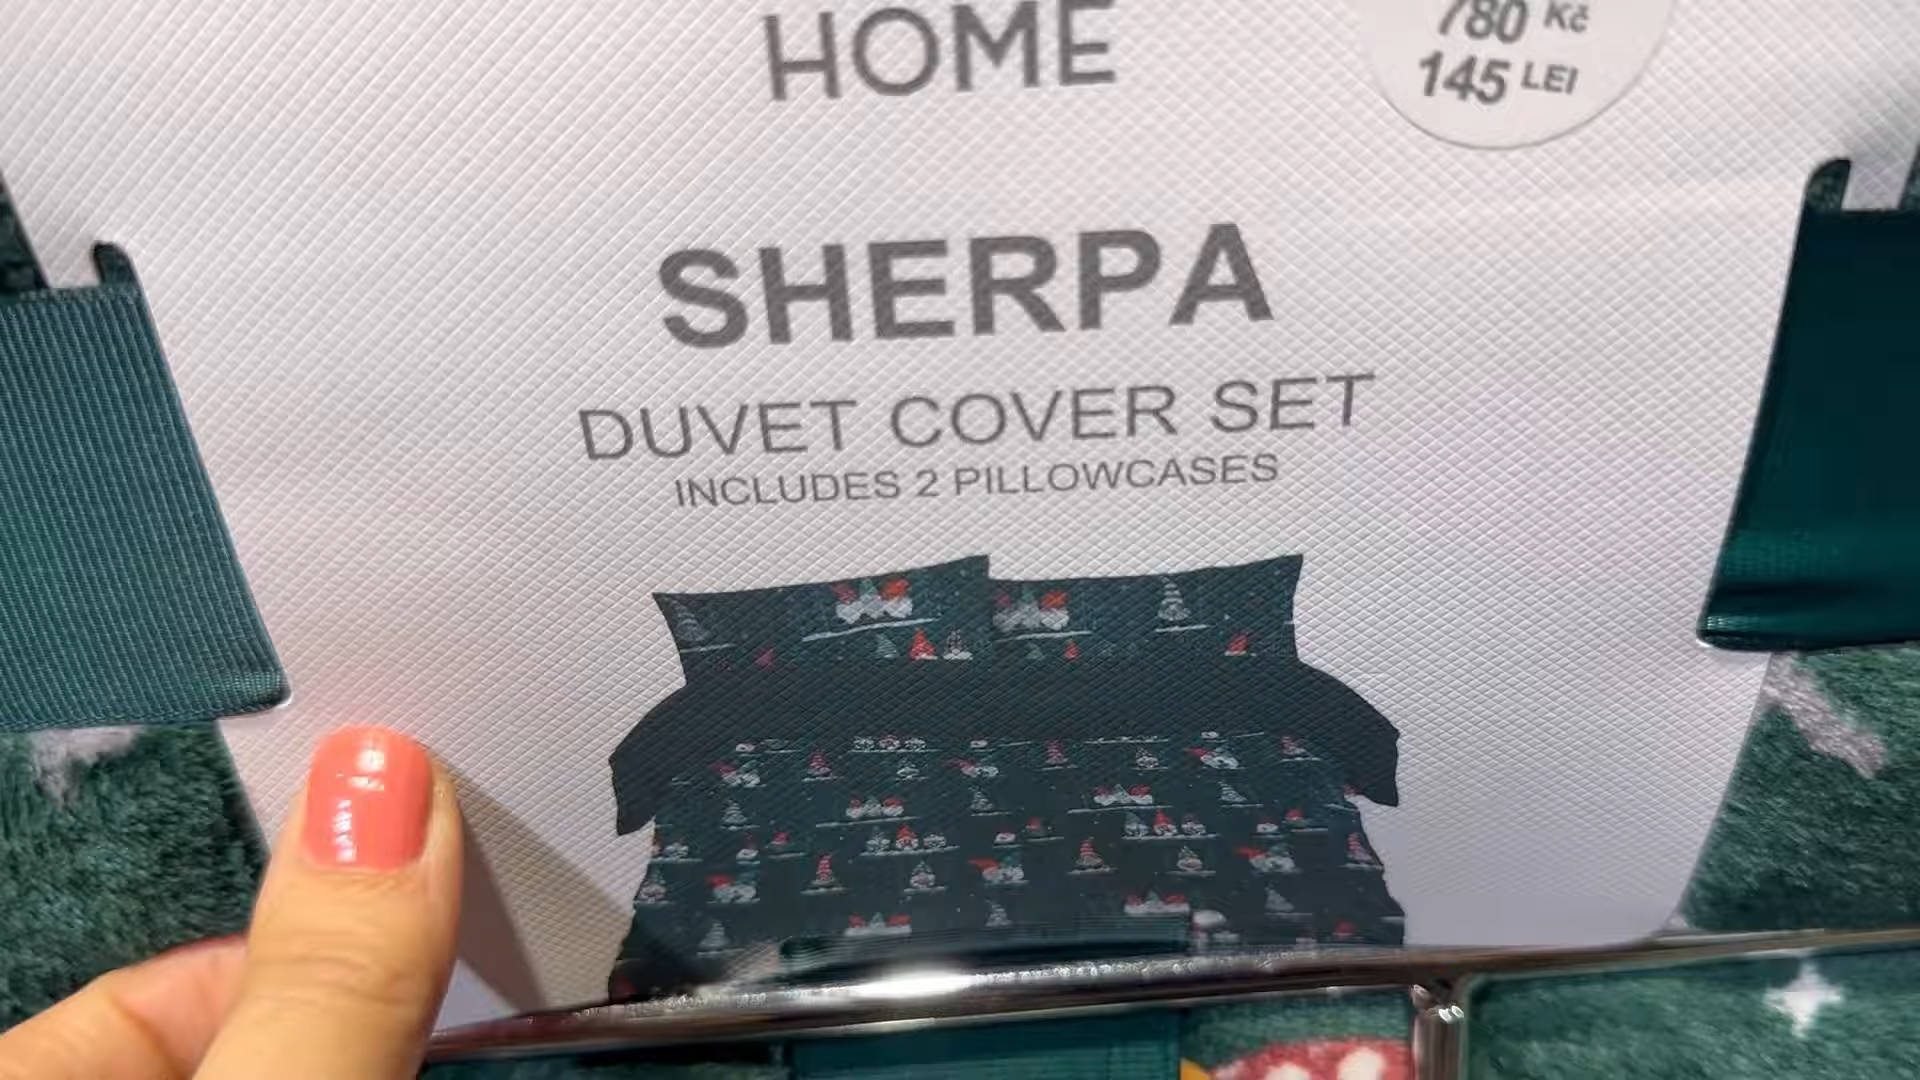 HOME
780 Kč
145 LEI
SHERPA
DUVET COVER SET
INCLUDES 2 PILLOWCASES